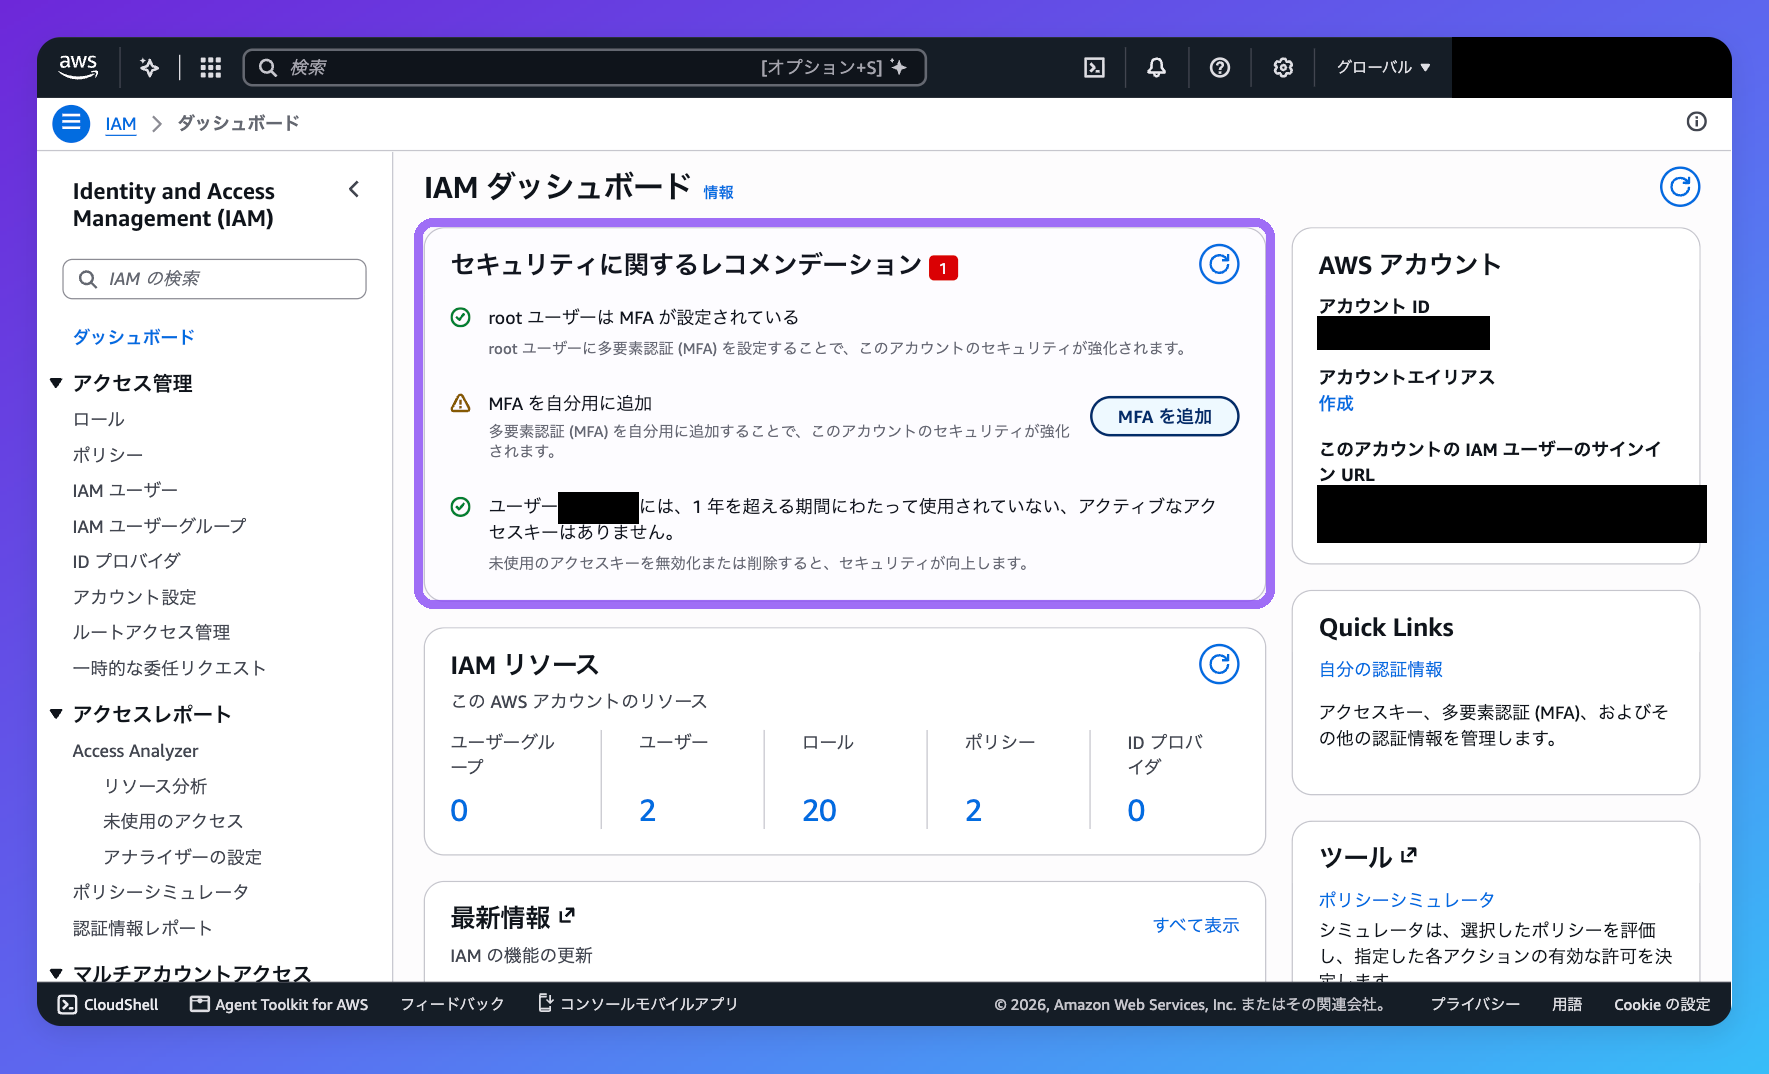 aws
検索
[オプション+S]
グローバル ▼
IAM > ダッシュボード
Identity and Access
Management (IAM)
IAM の検索
ダッシュボード
▼ アクセス管理
ロール
ポリシー
IAM ユーザー
IAM ユーザーグループ
ID プロバイダ
アカウント設定
ルートアクセス管理
一時的な委任リクエスト
▼ アクセスレポート
Access Analyzer
リソース分析
未使用のアクセス
アナライザーの設定
ポリシーシミュレータ
認証情報レポート
▼ マルチアカウントアクセス
IAM ダッシュボード 情報
セキュリティに関するレコメンデーション 1
root ユーザーは MFA が設定されている
root ユーザーに多要素認証 (MFA) を設定することで、このアカウントのセキュリティが強化されます。
MFA を自分用に追加
多要素認証 (MFA) を自分用に追加することで、このアカウントのセキュリティが強化
されます。
MFA を追加
ユーザー には、1 年を超える期間にわたって使用されていない、アクティブなアク
セスキーはありません。
未使用のアクセスキーを無効化または削除すると、セキュリティが向上します。
IAM リソース
この AWS アカウントのリソース
ユーザーグル
ープ
0
ユーザー
2
ロール
20
ポリシー
2
ID プロバ
イダ
0
最新情報
すべて表示
IAM の機能の更新
AWS アカウント
アカウント ID
アカウントエイリアス
作成
このアカウントの IAM ユーザーのサインイ
ン URL
Quick Links
自分の認証情報
アクセスキー、多要素認証 (MFA)、およびそ
の他の認証情報を管理します。
ツール
ポリシーシミュレータ
シミュレータは、選択したポリシーを評価
し、指定した各アクションの有効な許可を決
定します
CloudShell
Agent Toolkit for AWS
フィードバック
コンソールモバイルアプリ
© 2026, Amazon Web Services, Inc. またはその関連会社。
プライバシー
用語
Cookie の設定